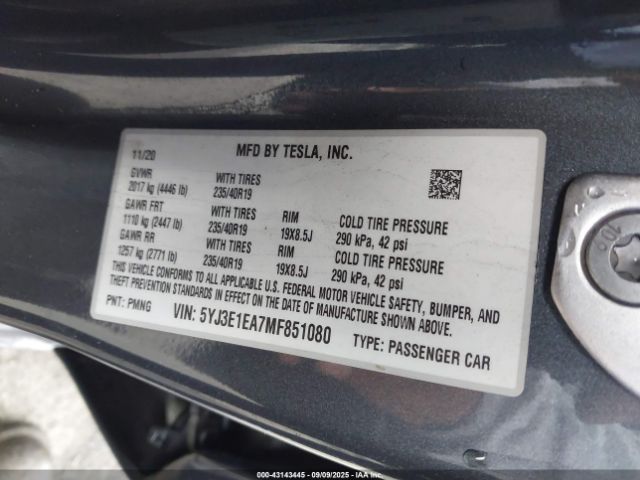 11/20 MFD BY TESLA, INC.
GVWR WITH TIRES
2017 kg (4446 lb) 235/40R19
GAWR FRT WITH TIRES RIM COLD TIRE PRESSURE
1110 kg (2447 lb) 235/40R19 19X8.5J 290 kPa, 42 psi
GAWR RR WITH TIRES RIM COLD TIRE PRESSURE
1257 kg (2771 lb) 235/40R19 19X8.5J 290 kPa, 42 psi
THIS VEHICLE CONFORMS TO ALL APPLICABLE U.S. FEDERAL MOTOR VEHICLE SAFETY, BUMPER, AND
THEFT PREVENTION STANDARDS IN EFFECT ON THE DATE OF MANUFACTURE SHOWN ABOVE.
PNT: PMNG VIN: 5YJ3E1EA7MF851080 TYPE: PASSENGER CAR
000-43143445 - 09/09/2025 - IAAI.COM